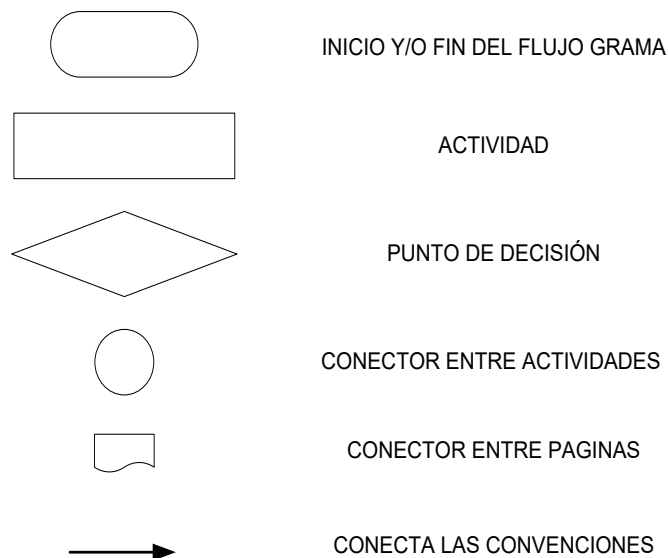 INICIO Y/O FIN DEL FLUJO GRAMA
ACTIVIDAD
PUNTO DE DECISIÓN
CONECTOR ENTRE ACTIVIDADES
CONECTOR ENTRE PAGINAS
CONECTA LAS CONVENCIONES